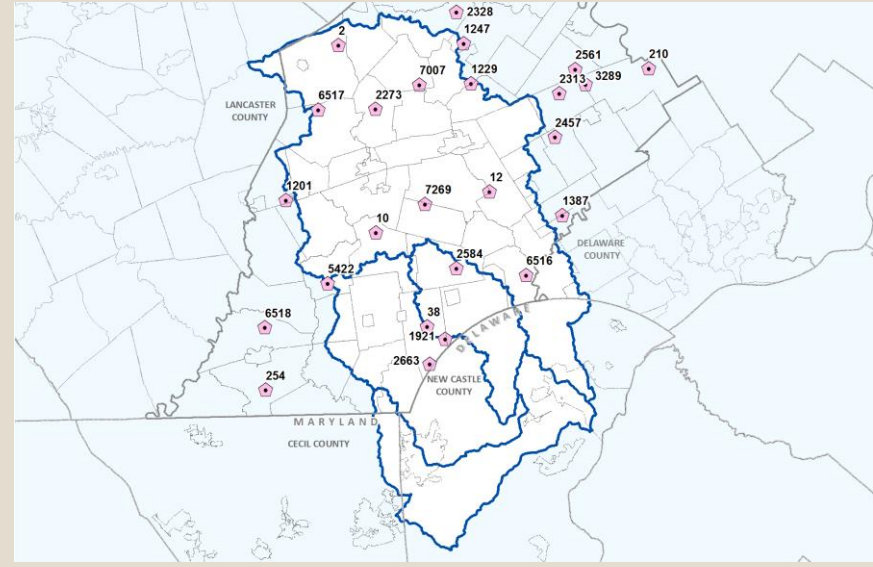 2328
2
1247
2561
210
7007
1229
2313
3289
6517
2273
LANCASTER
COUNTY
2457
1201
7269
12
1387
10
DELAWARE
COUNTY
5422
2584
6516
6518
38
1921
DELAWARE
2663
254
NEW CASTLE
COUNTY
MARYLAND
CECIL COUNTY